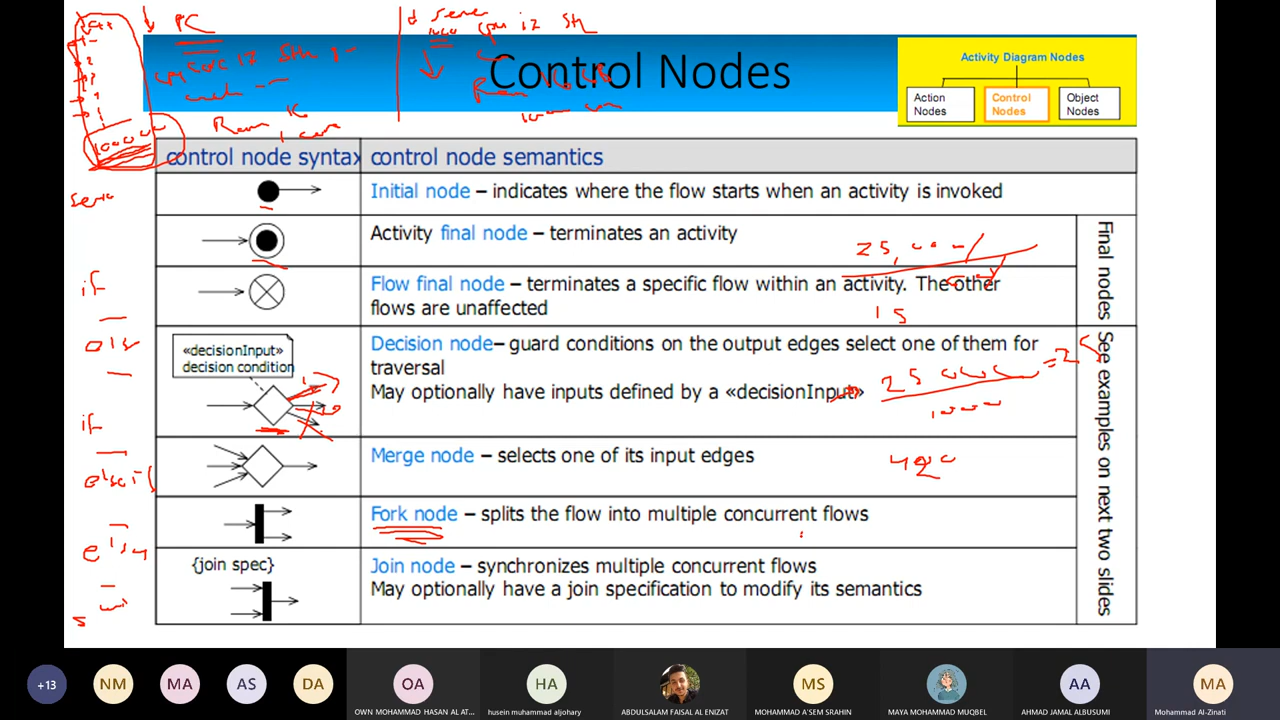 PC
Control Nodes
Activity Diagram Nodes
Action Nodes
Control Nodes
Object Nodes
control node syntax
control node semantics
Initial node – indicates where the flow starts when an activity is invoked
Activity final node – terminates an activity
Flow final node – terminates a specific flow within an activity. The other
flows are unaffected
«decisionInput»
decision condition
Decision node– guard conditions on the output edges select one of them for
traversal
May optionally have inputs defined by a «decisionInput»
Merge node – selects one of its input edges
Fork node – splits the flow into multiple concurrent flows
{join spec}
Join node – synchronizes multiple concurrent flows
May optionally have a join specification to modify its semantics
Final nodes
See examples on next two slides
if
if
15
+13
NM
MA
AS
DA
OA
HA
MS
AA
MA
OWN MOHAMMAD HASAN AL AT...
husein muhammad aljohary
ABDULSALAM FAISAL AL ENIZAT
MOHAMMAD A'SEM SRAHIN
MAYA MOHAMMAD MUQBEL
AHMAD JAMAL ALBUSUMI
Mohammad Al-Zinati